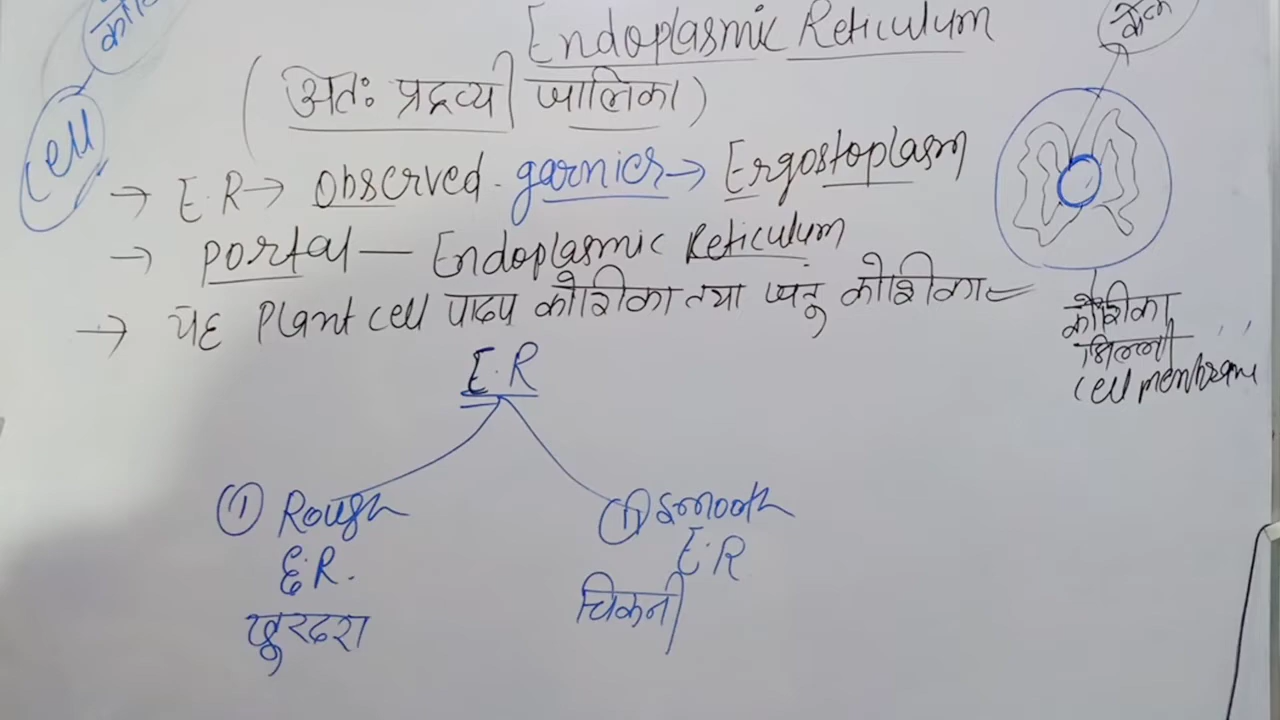 Endoplasmic Reticulum
(अतः प्रद्रव्यी जालिका)
Cell
→ E.R → observed - garnier → Ergostoplasm
→ portal — Endoplasmic Reticulum
→ यह Plant cell पादप कोशिका तथा जन्तु कोशिका
कोशिका
झिल्ली
cell membrane
E.R
① Rough
E.R.
खुरदरा
② smooth
E.R
चिकनी